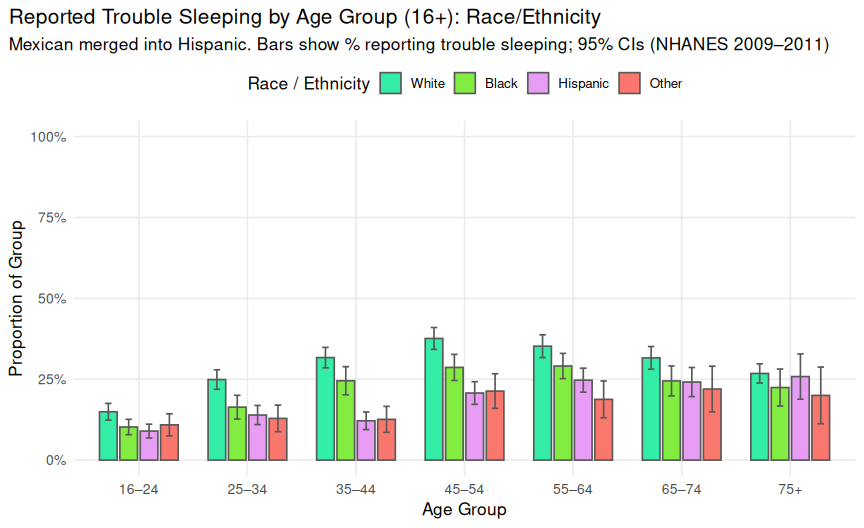 Reported Trouble Sleeping by Age Group (16+): Race/Ethnicity
Mexican merged into Hispanic. Bars show % reporting trouble sleeping; 95% CIs (NHANES 2009–2011)
Race / Ethnicity White Black Hispanic Other
100%
75%
50%
25%
0%
Proportion of Group
16–24 25–34 35–44 45–54 55–64 65–74 75+
Age Group